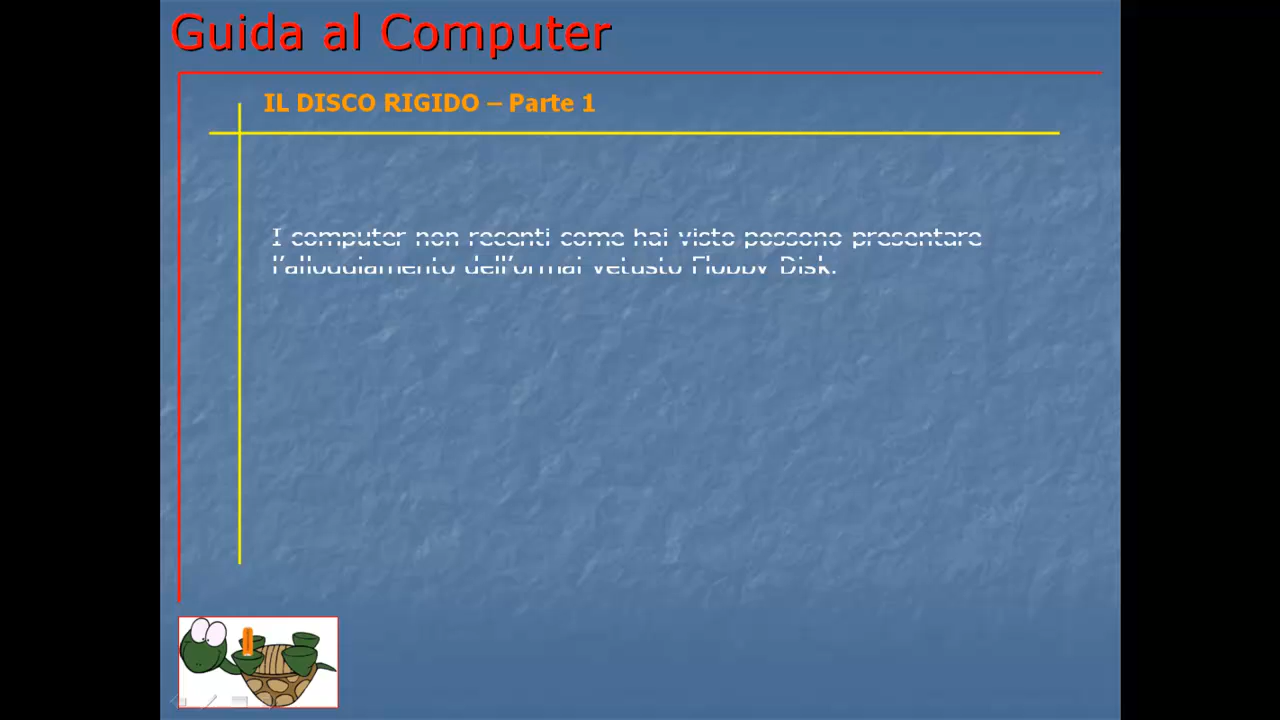 Guida al Computer
IL DISCO RIGIDO – Parte 1
I computer non recenti come hai visto possono presentare
l’alloggiamento dell’ormai vetusto Floppy Disk.